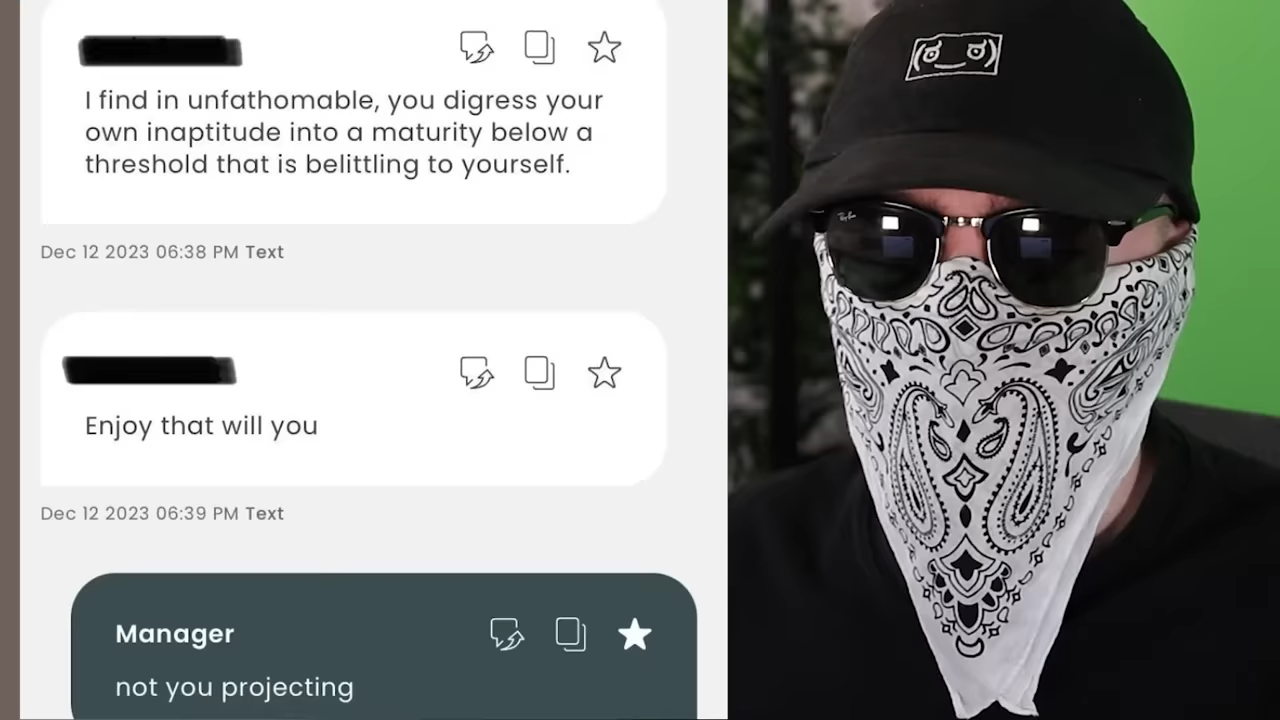 I find in unfathomable, you digress your
own inaptitude into a maturity below a
threshold that is belittling to yourself.
Dec 12 2023 06:38 PM Text
Enjoy that will you
Dec 12 2023 06:39 PM Text
Manager
not you projecting
Ray-Ban